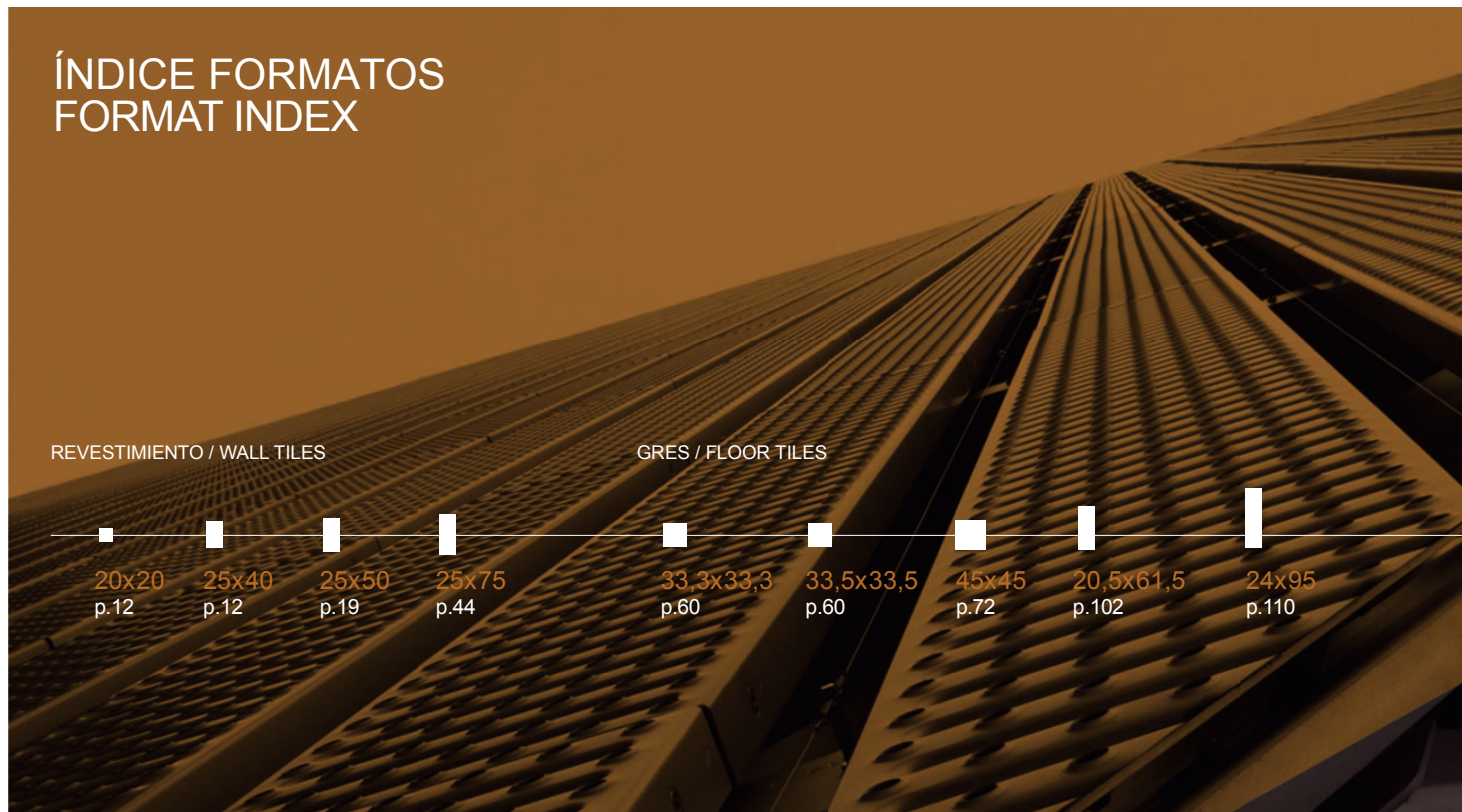 ÍNDICE FORMATOS
FORMAT INDEX
REVESTIMIENTO / WALL TILES
20x20
p.12
25x40
p.12
25x50
p.19
25x75
p.44
GRES / FLOOR TILES
33,3x33,3
p.60
33,5x33,5
p.60
45x45
p.72
20,5x61,5
p.102
24x95
p.110